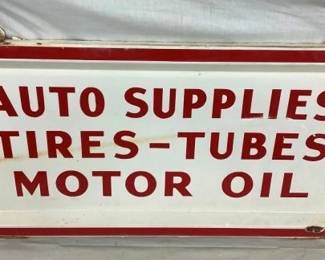 AUTO SUPPLIES
TIRES-TUBES
MOTOR OIL